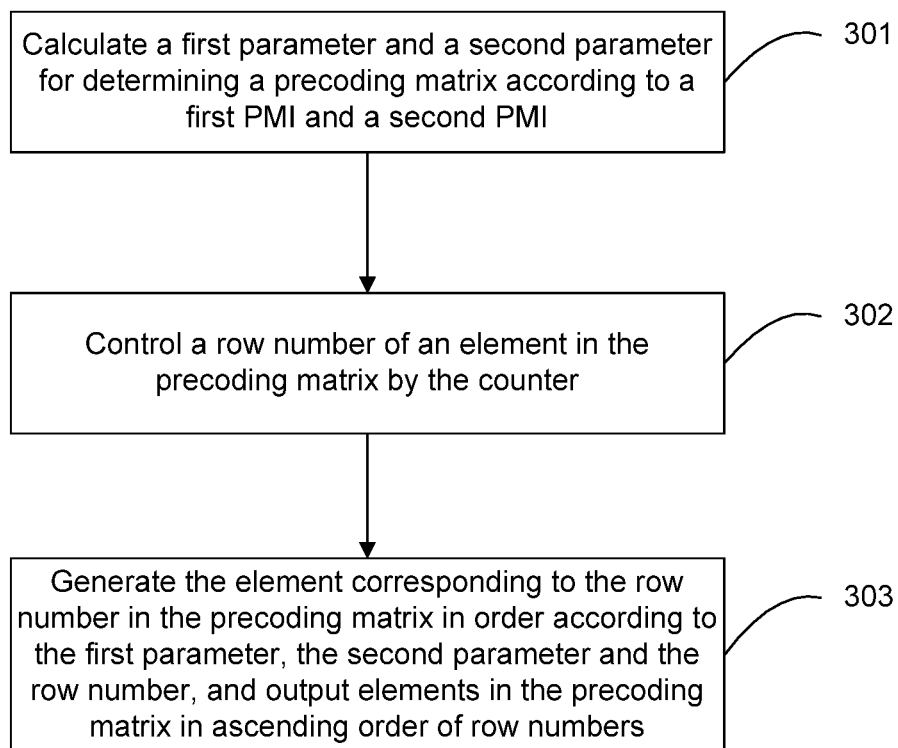 Calculate a first parameter and a second parameter
for determining a precoding matrix according to a
first PMI and a second PMI
301
Control a row number of an element in the
precoding matrix by the counter
302
Generate the element corresponding to the row
number in the precoding matrix in order according to
the first parameter, the second parameter and the
row number, and output elements in the precoding
matrix in ascending order of row numbers
303